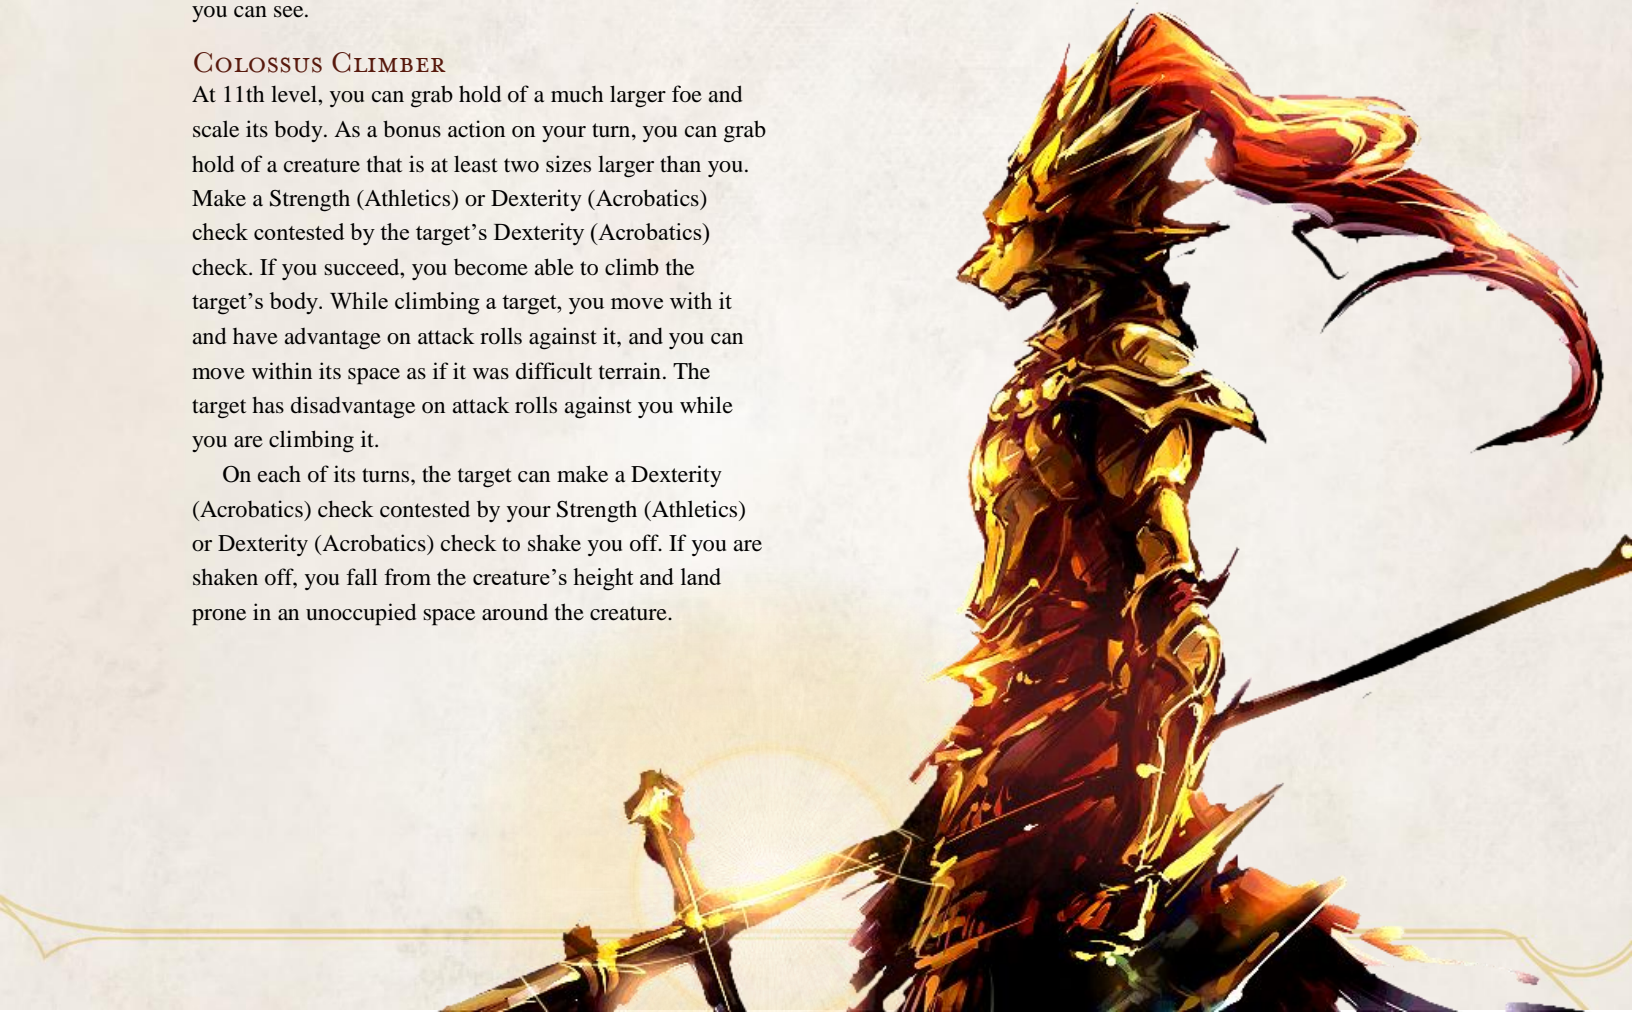 you can see.
Colossus Climber
At 11th level, you can grab hold of a much larger foe and
scale its body. As a bonus action on your turn, you can grab
hold of a creature that is at least two sizes larger than you.
Make a Strength (Athletics) or Dexterity (Acrobatics)
check contested by the target’s Dexterity (Acrobatics)
check. If you succeed, you become able to climb the
target’s body. While climbing a target, you move with it
and have advantage on attack rolls against it, and you can
move within its space as if it was difficult terrain. The
target has disadvantage on attack rolls against you while
you are climbing it.
On each of its turns, the target can make a Dexterity
(Acrobatics) check contested by your Strength (Athletics)
or Dexterity (Acrobatics) check to shake you off. If you are
shaken off, you fall from the creature’s height and land
prone in an unoccupied space around the creature.